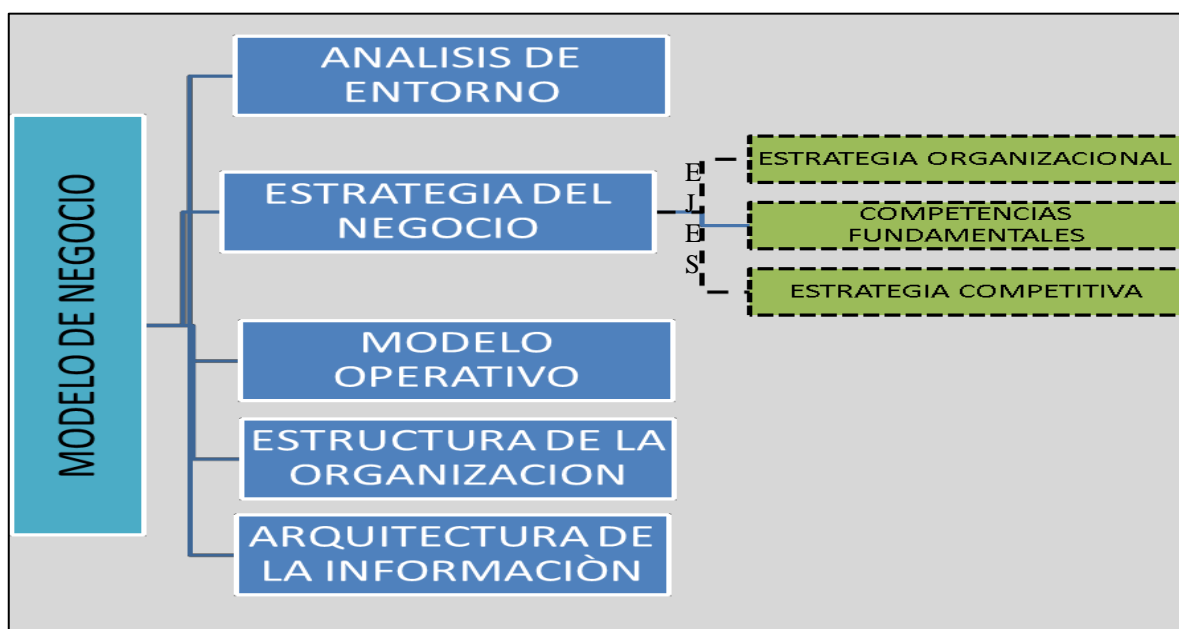 MODELO DE NEGOCIO
ANALISIS DE
ENTORNO
ESTRATEGIA DEL
NEGOCIO
EJES
ESTRATEGIA ORGANIZACIONAL
COMPETENCIAS
FUNDAMENTALES
ESTRATEGIA COMPETITIVA
MODELO
OPERATIVO
ESTRUCTURA DE LA
ORGANIZACION
ARQUITECTURA DE
LA INFORMACIÒN